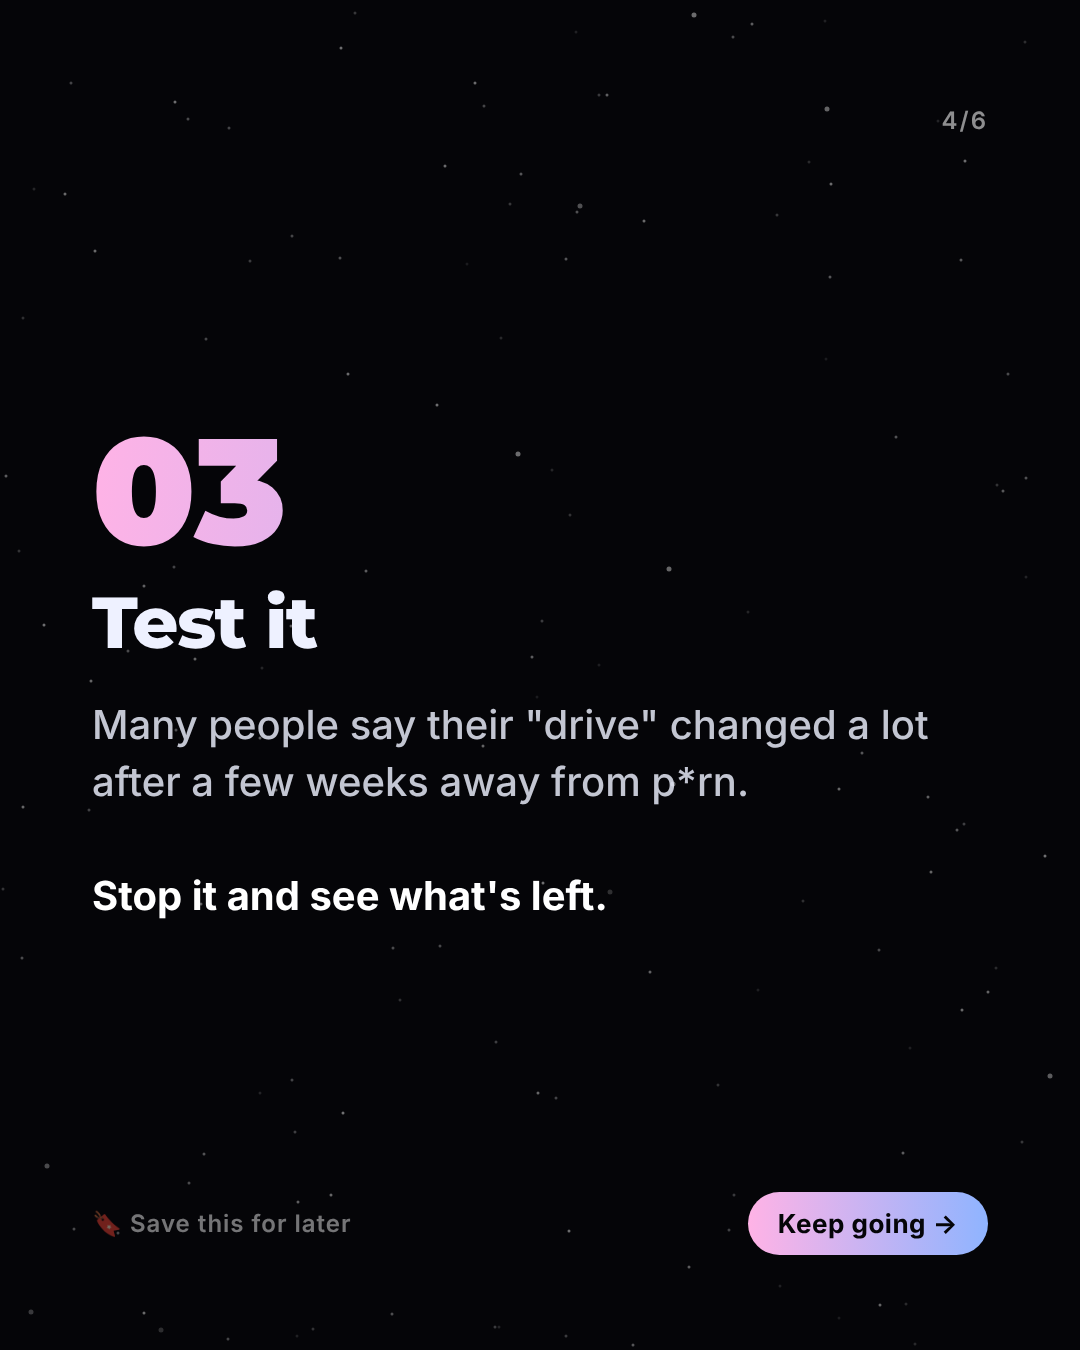 4/6
03
Test it
Many people say their "drive" changed a lot
after a few weeks away from p*rn.
Stop it and see what's left.
🔖 Save this for later
Keep going →